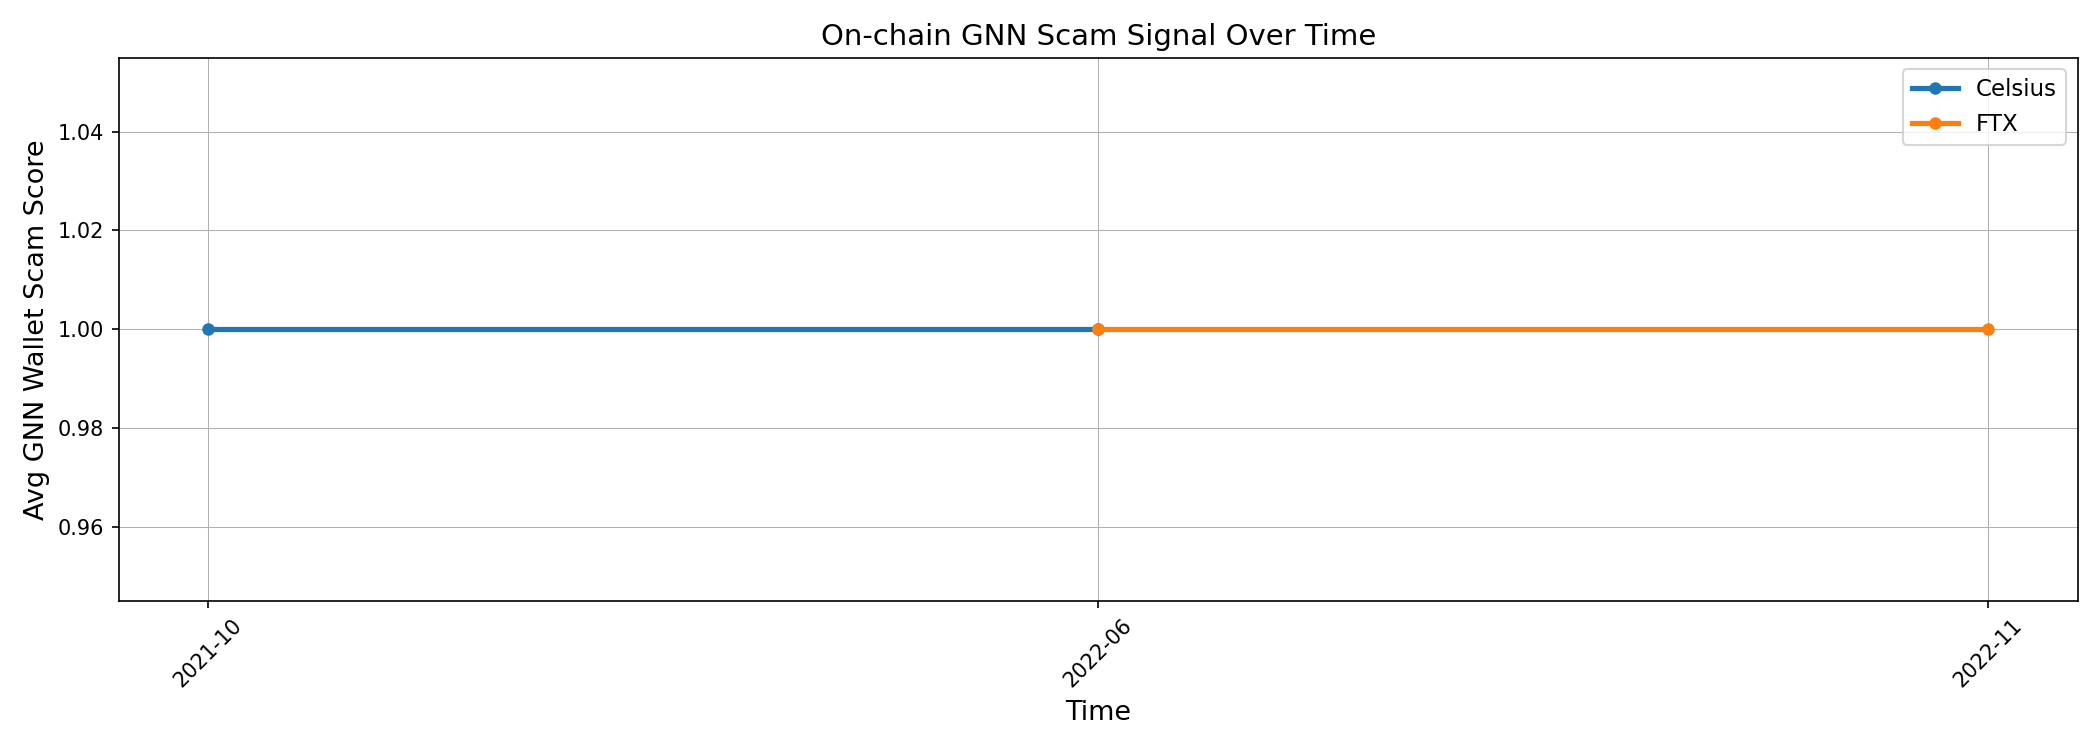 On-chain GNN Scam Signal Over Time
Celsius
FTX
Avg GNN Wallet Scam Score
1.04
1.02
1.00
0.98
0.96
2021-10
2022-06
2022-11
Time